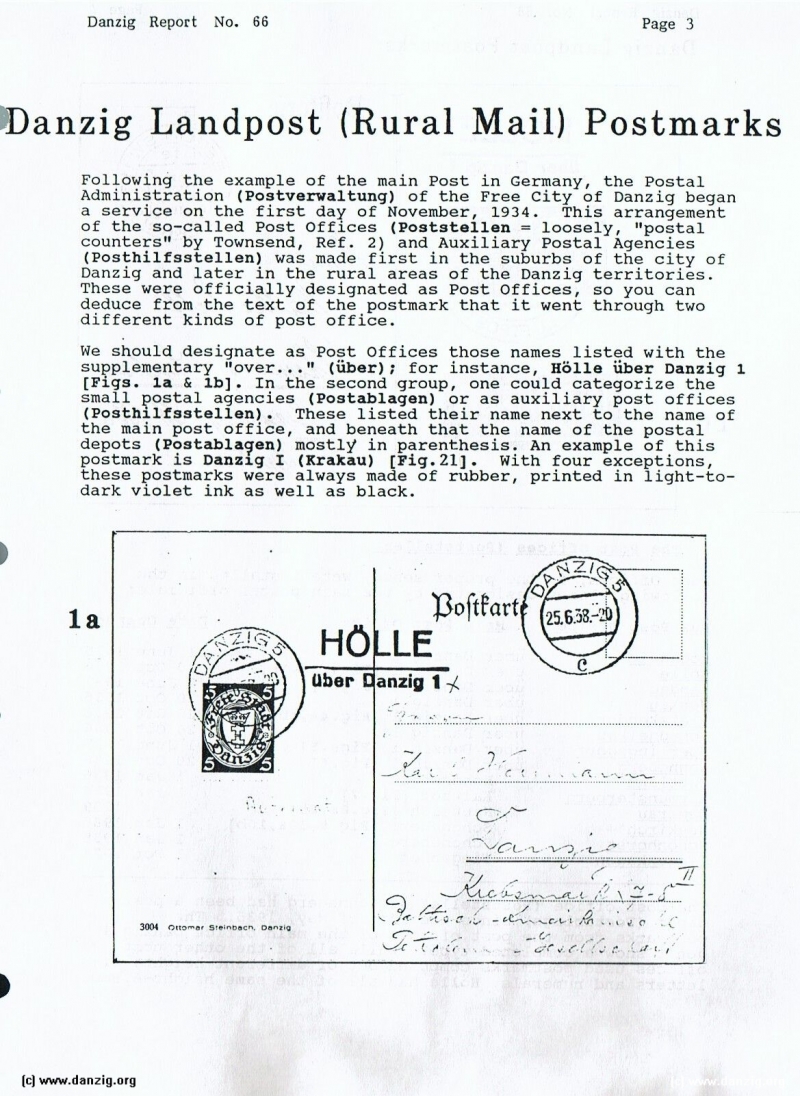 Danzig Report No. 66
Page 3
Danzig Landpost (Rural Mail) Postmarks
Following the example of the main Post in Germany, the Postal
Administration (Postverwaltung) of the Free City of Danzig began
a service on the first day of November, 1934. This arrangement
of the so-called Post Offices (Poststellen = loosely, "postal
counters" by Townsend, Ref. 2) and Auxiliary Postal Agencies
(Posthilfsstellen) was made first in the suburbs of the city of
Danzig and later in the rural areas of the Danzig territories.
These were officially designated as Post Offices, so you can
deduce from the text of the postmark that it went through two
different kinds of post office.
We should designate as Post Offices those names listed with the
supplementary "over..." (über); for instance, Hölle über Danzig 1
[Figs. 1a & 1b]. In the second group, one could categorize the
small postal agencies (Postablagen) or as auxiliary post offices
(Posthilfsstellen). These listed their name next to the name of
the main post office, and beneath that the name of the postal
depots (Postablagen) mostly in parenthesis. An example of this
postmark is Danzig I (Krakau) [Fig.21]. With four exceptions,
these postmarks were always made of rubber, printed in light-to-
dark violet ink as well as black.
1a
DANZIG 5
Postkarte
25.6.38.-20
c
DANZIG 5
HÖLLE
über Danzig 1
5 5
Freie Stadt
Danzig
5 5
Karl Hermann
Danzig
II
3004 Ottomar Steinbach, Danzig
Petroleum - Gesellschaft
(c) www.danzig.org